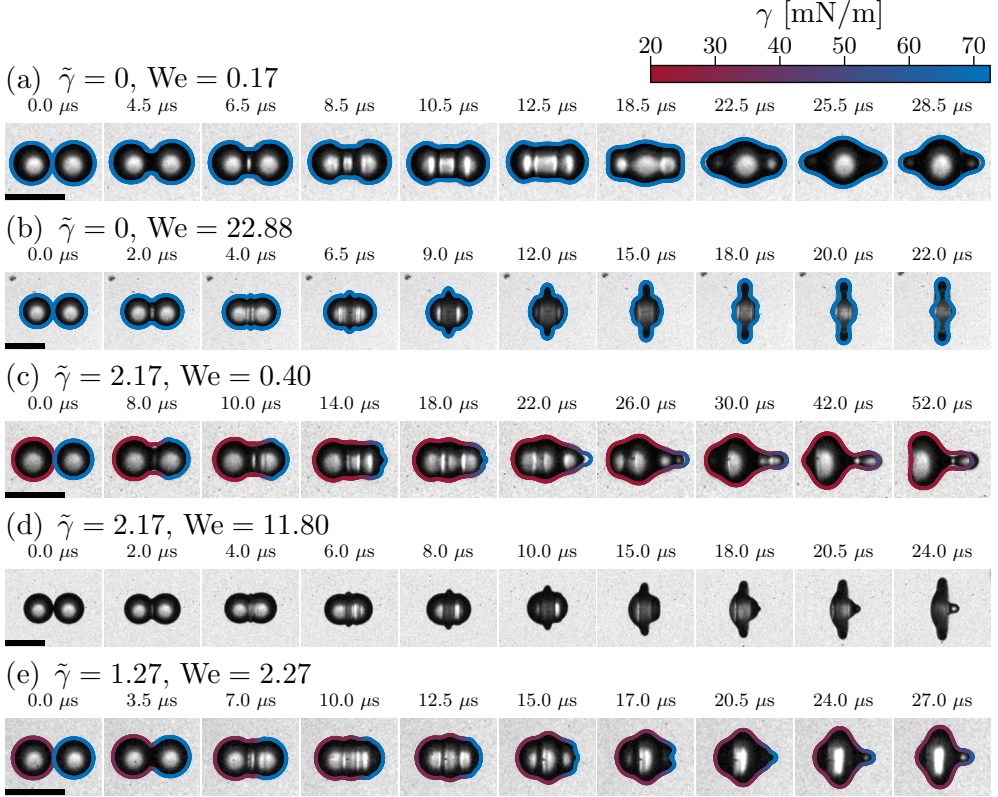 γ [mN/m]
20 30 40 50 60 70
(a) γ̃ = 0, We = 0.17
0.0 μs 4.5 μs 6.5 μs 8.5 μs 10.5 μs 12.5 μs 18.5 μs 22.5 μs 25.5 μs 28.5 μs
(b) γ̃ = 0, We = 22.88
0.0 μs 2.0 μs 4.0 μs 6.5 μs 9.0 μs 12.0 μs 15.0 μs 18.0 μs 20.0 μs 22.0 μs
(c) γ̃ = 2.17, We = 0.40
0.0 μs 8.0 μs 10.0 μs 14.0 μs 18.0 μs 22.0 μs 26.0 μs 30.0 μs 42.0 μs 52.0 μs
(d) γ̃ = 2.17, We = 11.80
0.0 μs 2.0 μs 4.0 μs 6.0 μs 8.0 μs 10.0 μs 15.0 μs 18.0 μs 20.5 μs 24.0 μs
(e) γ̃ = 1.27, We = 2.27
0.0 μs 3.5 μs 7.0 μs 10.0 μs 12.5 μs 15.0 μs 17.0 μs 20.5 μs 24.0 μs 27.0 μs